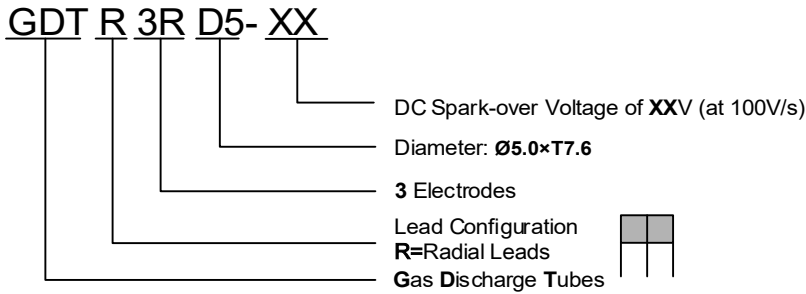 GDT R 3R D5- XX
DC Spark-over Voltage of XXV (at 100V/s)
Diameter: Ø5.0×T7.6
3 Electrodes
Lead Configuration
R=Radial Leads
Gas Discharge Tubes